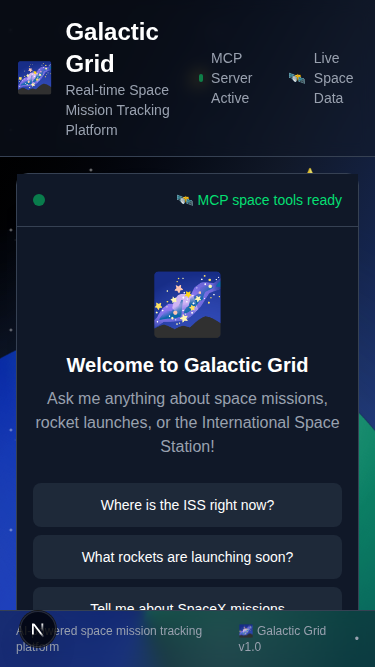 Galactic
Grid
Real-time Space
Mission Tracking
Platform
MCP
Server
Active
Live
Space
Data
MCP space tools ready
Welcome to Galactic Grid
Ask me anything about space missions,
rocket launches, or the International Space
Station!
Where is the ISS right now?
What rockets are launching soon?
Tell me about SpaceX missions
space mission tracking
platform
Galactic Grid
v1.0
N